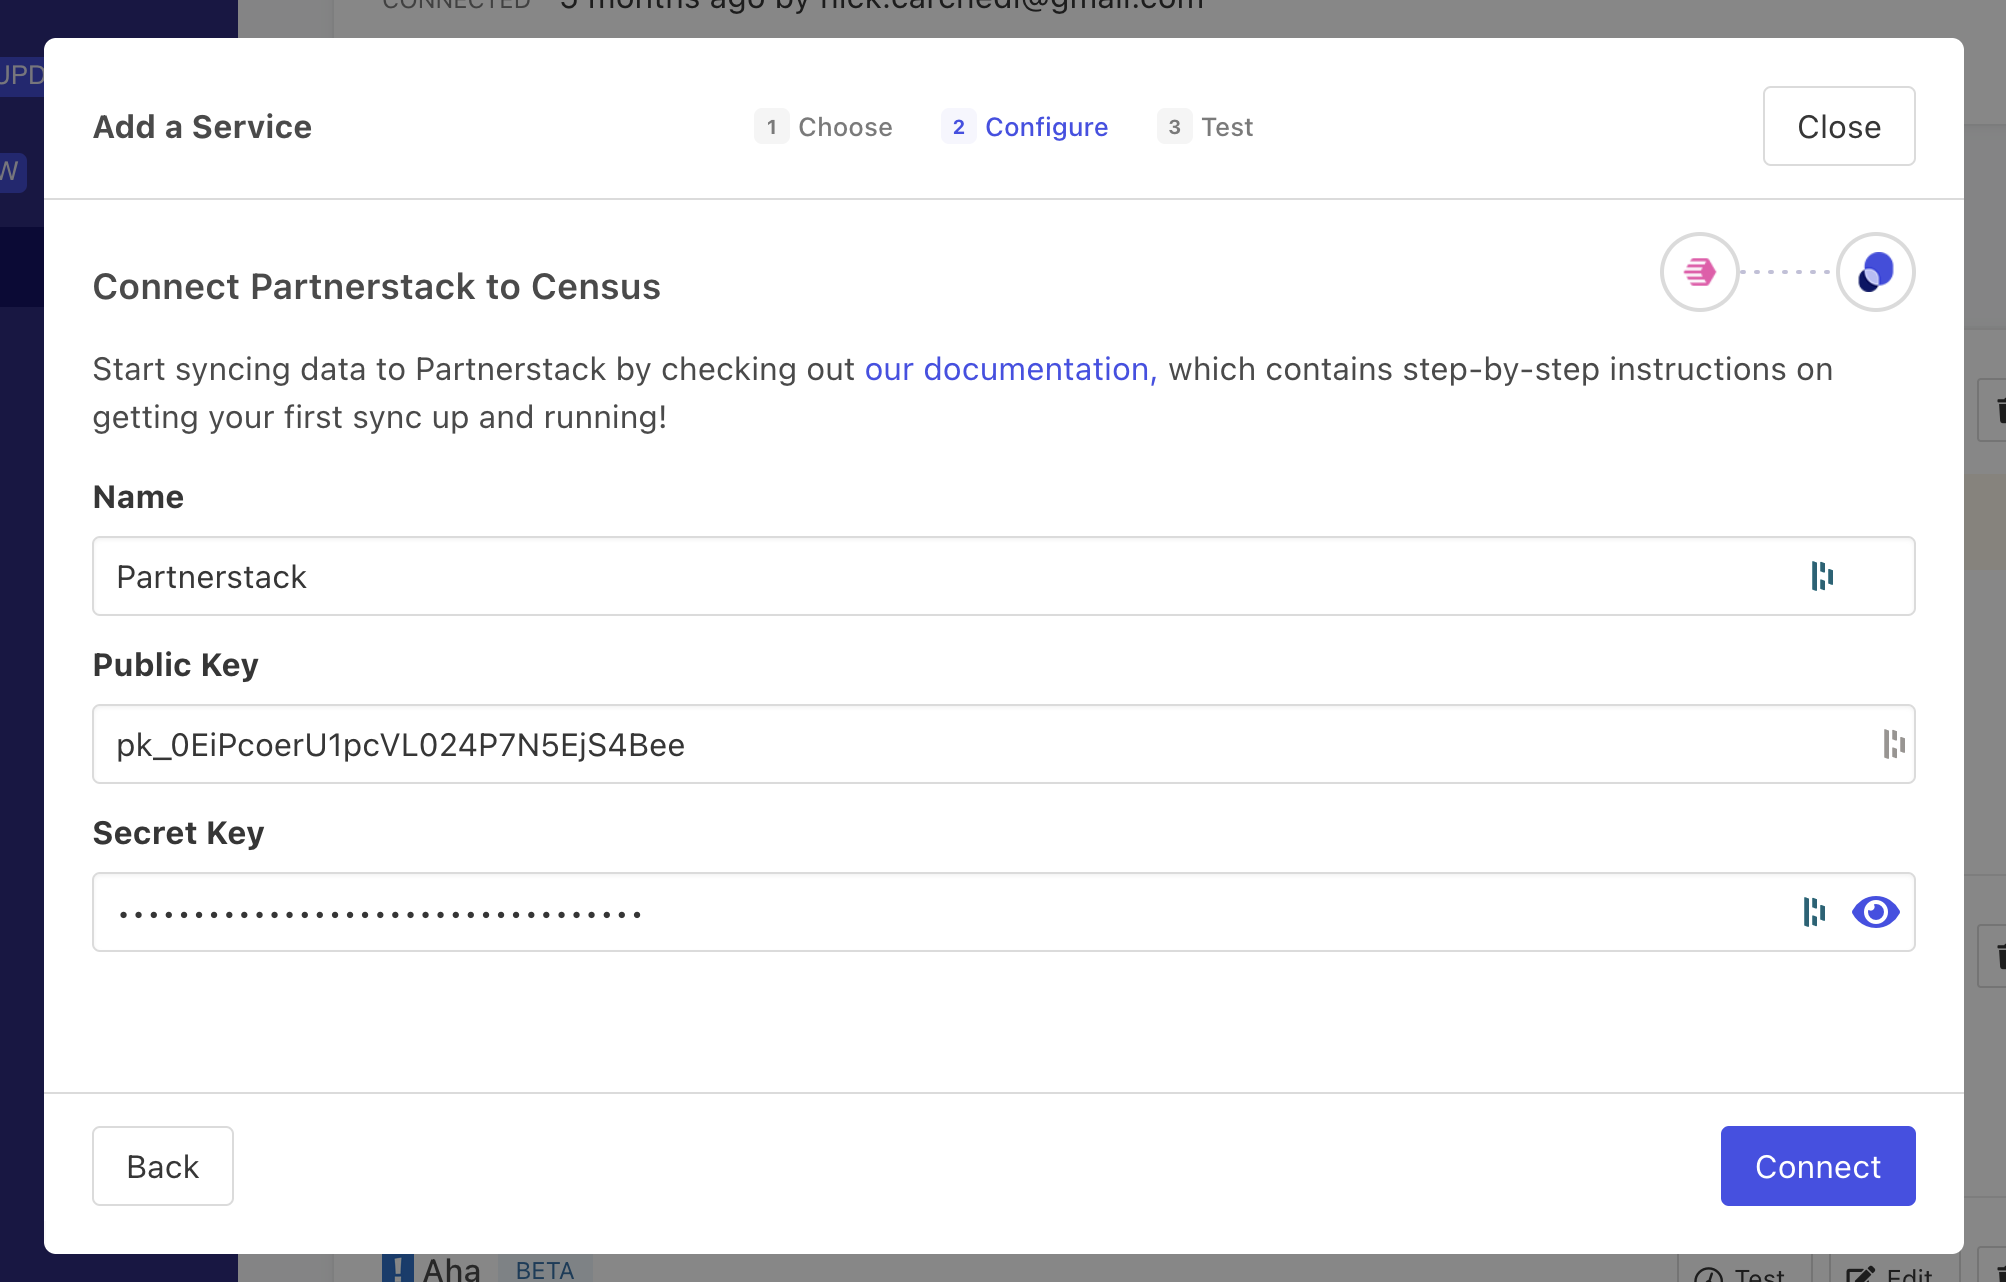 CONNECTED 5 months ago by nick.carchedi@gmail.com
UPD
W
Add a Service
1 Choose
2 Configure
3 Test
Close
Connect Partnerstack to Census
Start syncing data to Partnerstack by checking out our documentation, which contains step-by-step instructions on
getting your first sync up and running!
Name
Partnerstack
Public Key
pk_0EiPcoerU1pcVL024P7N5EjS4Bee
Secret Key
•••••••••••••••••••••••••••••••••••
Back
Connect
Aha BETA
Test
Edit